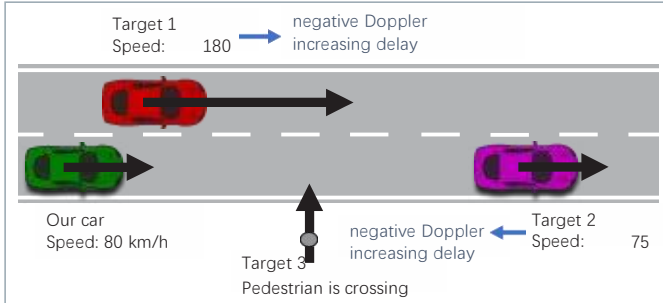 Target 1
Speed: 180
negative Doppler
increasing delay
Our car
Speed: 80 km/h
Target 3
Pedestrian is crossing
negative Doppler
increasing delay
Target 2
Speed: 75